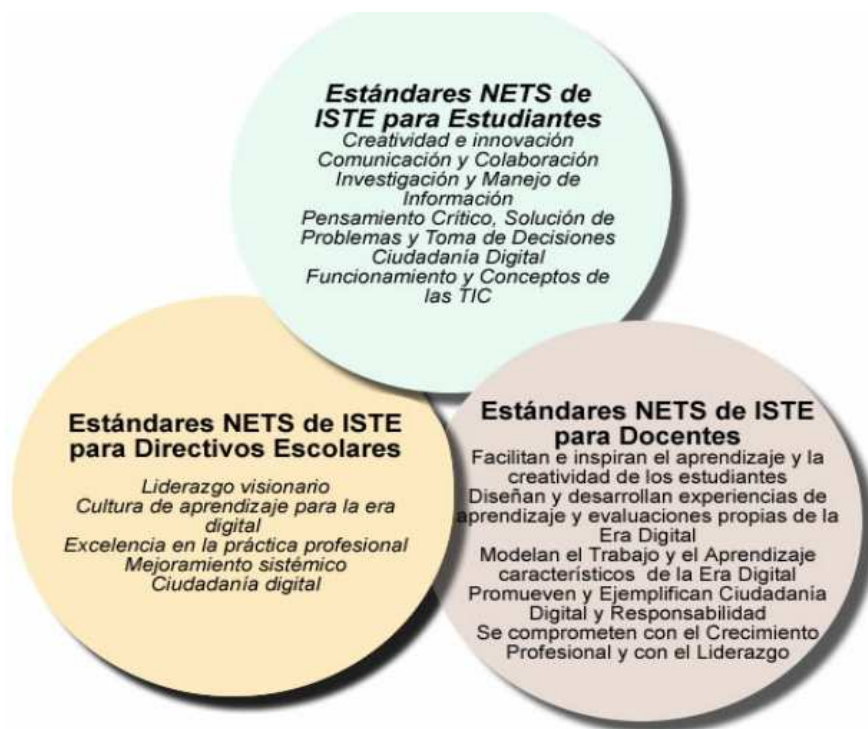 Estándares NETS de
ISTE para Estudiantes
Creatividad e innovación
Comunicación y Colaboración
Investigación y Manejo de
Información
Pensamiento Crítico, Solución de
Problemas y Toma de Decisiones
Ciudadanía Digital
Funcionamiento y Conceptos de
las TIC
Estándares NETS de ISTE
para Directivos Escolares
Liderazgo visionario
Cultura de aprendizaje para la era
digital
Excelencia en la práctica profesional
Mejoramiento sistémico
Ciudadanía digital
Estándares NETS de ISTE
para Docentes
Facilitan e inspiran el aprendizaje y la
creatividad de los estudiantes
Diseñan y desarrollan experiencias de
aprendizaje y evaluaciones propias de la
Era Digital
Modelan el Trabajo y el Aprendizaje
característicos de la Era Digital
Promueven y Ejemplifican Ciudadanía
Digital y Responsabilidad
Se comprometen con el Crecimiento
Profesional y con el Liderazgo